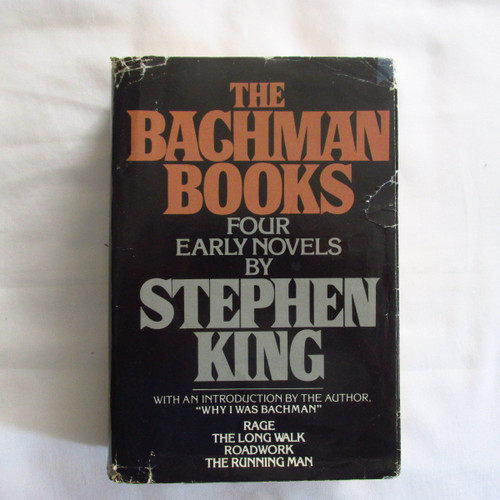 THE
BACHMAN
BOOKS
FOUR
EARLY NOVELS
BY
STEPHEN
KING
WITH AN INTRODUCTION BY THE AUTHOR,
"WHY I WAS BACHMAN"
RAGE
THE LONG WALK
ROADWORK
THE RUNNING MAN